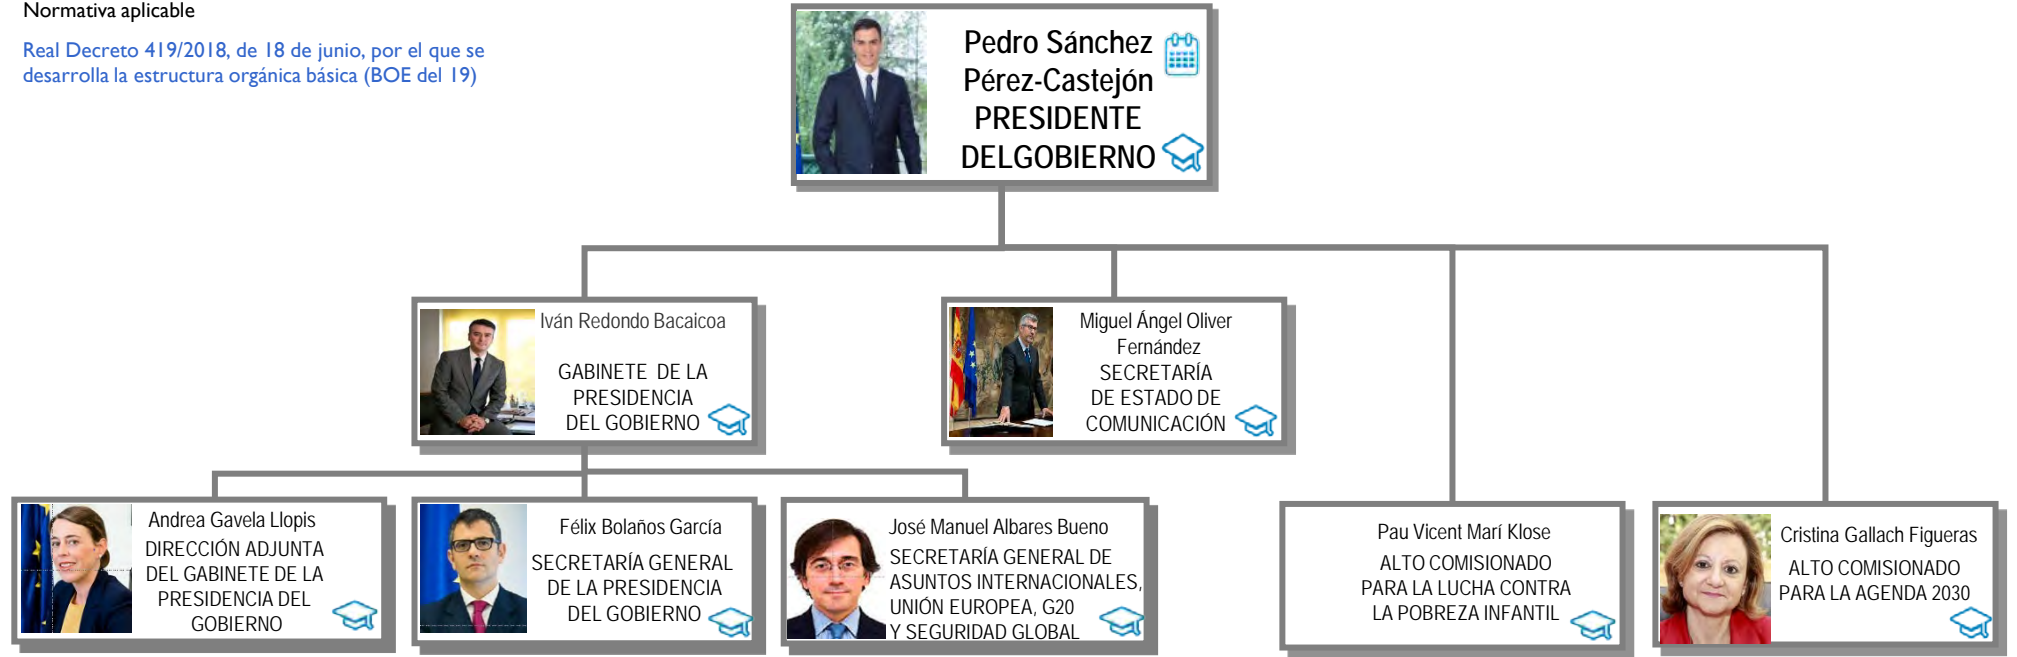 Normativa aplicable
Real Decreto 419/2018, de 18 de junio, por el que se
desarrolla la estructura orgánica básica (BOE del 19)
Pedro Sánchez
Pérez-Castejón
PRESIDENTE
DELGOBIERNO
Iván Redondo Bacaicoa
GABINETE DE LA
PRESIDENCIA
DEL GOBIERNO
Miguel Ángel Oliver
Fernández
SECRETARÍA
DE ESTADO DE
COMUNICACIÓN
Andrea Gavela Llopis
DIRECCIÓN ADJUNTA
DEL GABINETE DE LA
PRESIDENCIA DEL
GOBIERNO
Félix Bolaños García
SECRETARÍA GENERAL
DE LA PRESIDENCIA
DEL GOBIERNO
José Manuel Albares Bueno
SECRETARÍA GENERAL DE
ASUNTOS INTERNACIONALES,
UNIÓN EUROPEA, G20
Y SEGURIDAD GLOBAL
Pau Vicent Marí Klose
ALTO COMISIONADO
PARA LA LUCHA CONTRA
LA POBREZA INFANTIL
Cristina Gallach Figueras
ALTO COMISIONADO
PARA LA AGENDA 2030